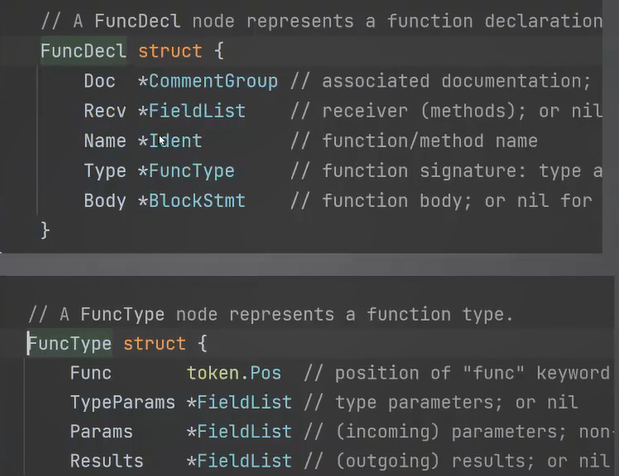 // A FuncDecl node represents a function declaration
FuncDecl struct {
Doc *CommentGroup // associated documentation;
Recv *FieldList // receiver (methods); or nil
Name *Ident // function/method name
Type *FuncType // function signature: type a
Body *BlockStmt // function body; or nil for
}
// A FuncType node represents a function type.
FuncType struct {
Func token.Pos // position of "func" keyword
TypeParams *FieldList // type parameters; or nil
Params *FieldList // (incoming) parameters; non-
Results *FieldList // (outgoing) results; or nil